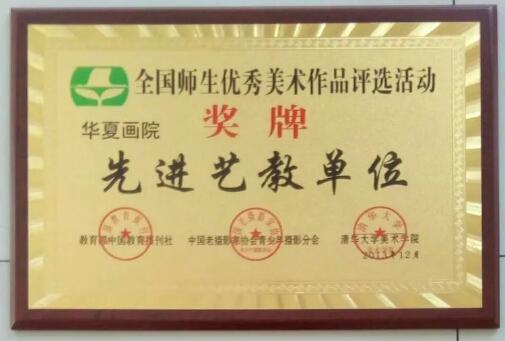 全国师生优秀美术作品评选活动
华夏画院
奖牌
先进艺教单位
教育部中国教育报刊社 中国老摄影家协会青少年摄影分会 清华大学美术学院
2013年12月